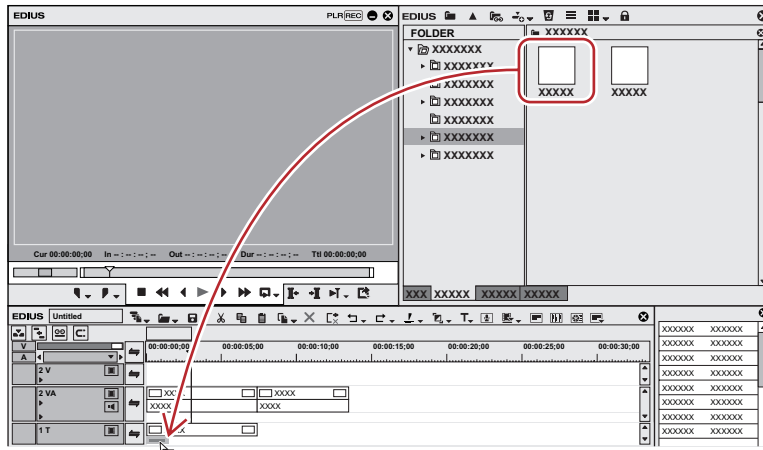 EDIUS PLR REC
Cur 00:00:00;00 In --:--:--;-- Out --:--:--;-- Dur --:--:--;-- Ttl 00:00:00;00
EDIUS
FOLDER
XXXXXX
XXXXXXX
XXXXXXX
XXXXXXX
XXXXXXX
XXXXXXX
XXXXXXX
XXXXXXX
XXXXX XXXXX
XXX XXXXX XXXXX XXXXX
EDIUS Untitled
V
A
00:00:00;00 00:00:05;00 00:00:10;00 00:00:15;00 00:00:20;00 00:00:25;00 00:00:30;00
2 V
2 VA
XXXX
XXXX XXXX
1 T
XXXXXX XXXXXX
XXXXXX XXXXXX
XXXXXX XXXXXX
XXXXXX XXXXXX
XXXXXX XXXXXX
XXXXXX XXXXXX
XXXXXX XXXXXX
XXXXXX XXXXXX